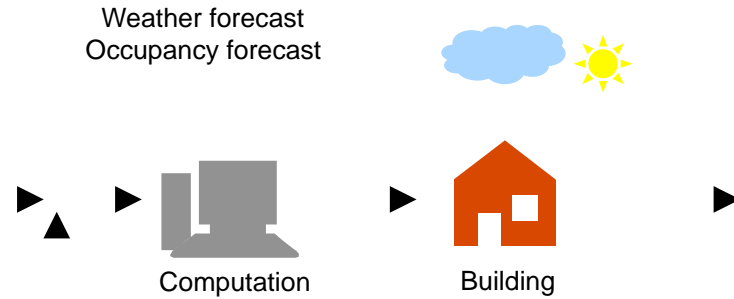 Weather forecast
Occupancy forecast
Computation
Building